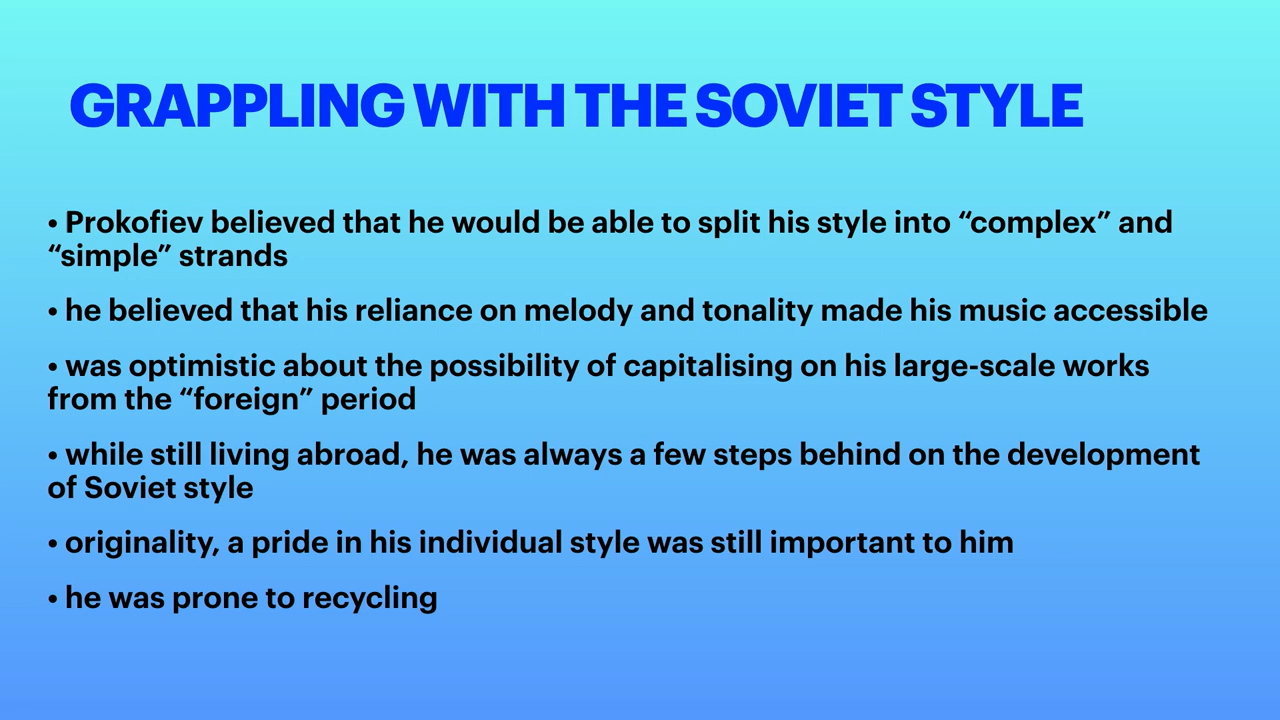 GRAPPLING WITH THE SOVIET STYLE
• Prokofiev believed that he would be able to split his style into “complex” and
“simple” strands
• he believed that his reliance on melody and tonality made his music accessible
• was optimistic about the possibility of capitalising on his large-scale works
from the “foreign” period
• while still living abroad, he was always a few steps behind on the development
of Soviet style
• originality, a pride in his individual style was still important to him
• he was prone to recycling